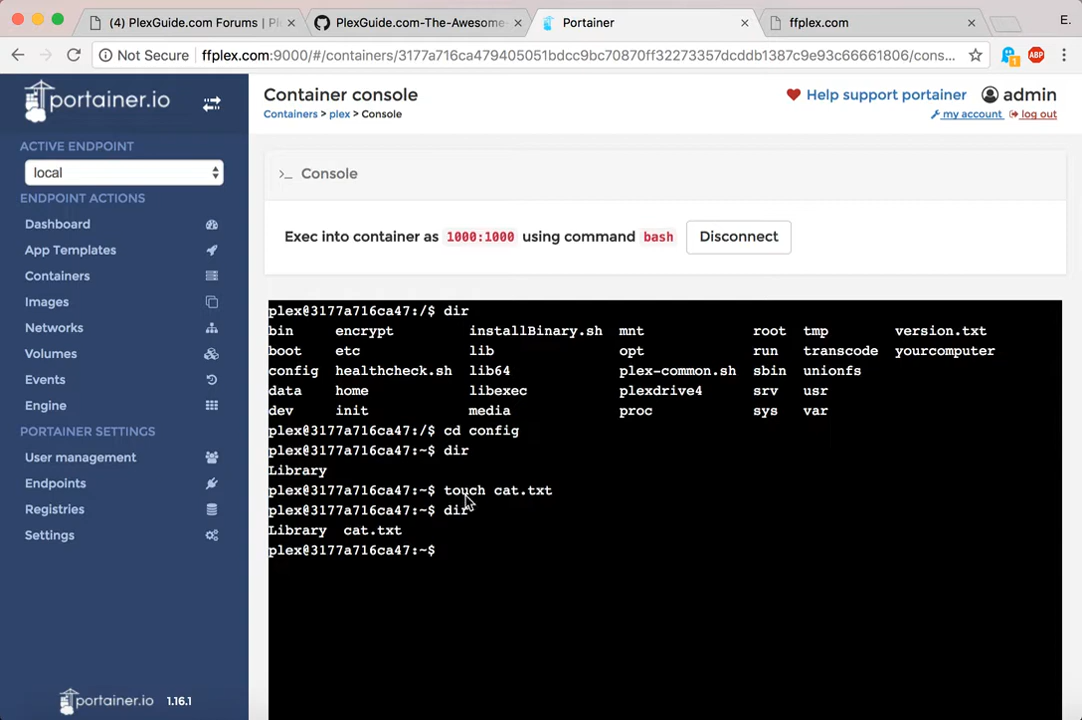 (4) PlexGuide.com Forums | Pl
PlexGuide.com-The-Awesome-
Portainer
ffplex.com
E.
Not Secure
ffplex.com:9000/#/containers/3177a716ca479405051bdcc9bc70870ff22273357dcddb1387c9e93c66661806/cons...
1
ABP
portainer.io
Container console
Help support portainer
admin
Containers > plex > Console
my account
log out
ACTIVE ENDPOINT
local
ENDPOINT ACTIONS
Dashboard
App Templates
Containers
Images
Networks
Volumes
Events
Engine
PORTAINER SETTINGS
User management
Endpoints
Registries
Settings
portainer.io 1.16.1
>_ Console
Exec into container as 1000:1000 using command bash
Disconnect
plex@3177a716ca47:/$ dir
bin encrypt installBinary.sh mnt root tmp version.txt
boot etc lib opt run transcode yourcomputer
config healthcheck.sh lib64 plex-common.sh sbin unionfs
data home libexec plexdrive4 srv usr
dev init media proc sys var
plex@3177a716ca47:/$ cd config
plex@3177a716ca47:~$ dir
Library
plex@3177a716ca47:~$ touch cat.txt
plex@3177a716ca47:~$ dir
Library cat.txt
plex@3177a716ca47:~$